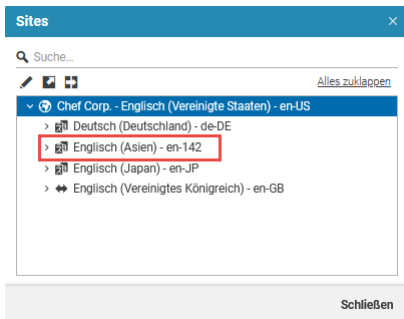 Sites
Suche...
Alles zuklappen
Chef Corp. - Englisch (Vereinigte Staaten) - en-US
Deutsch (Deutschland) - de-DE
Englisch (Asien) - en-142
Englisch (Japan) - en-JP
Englisch (Vereinigtes Königreich) - en-GB
Schließen